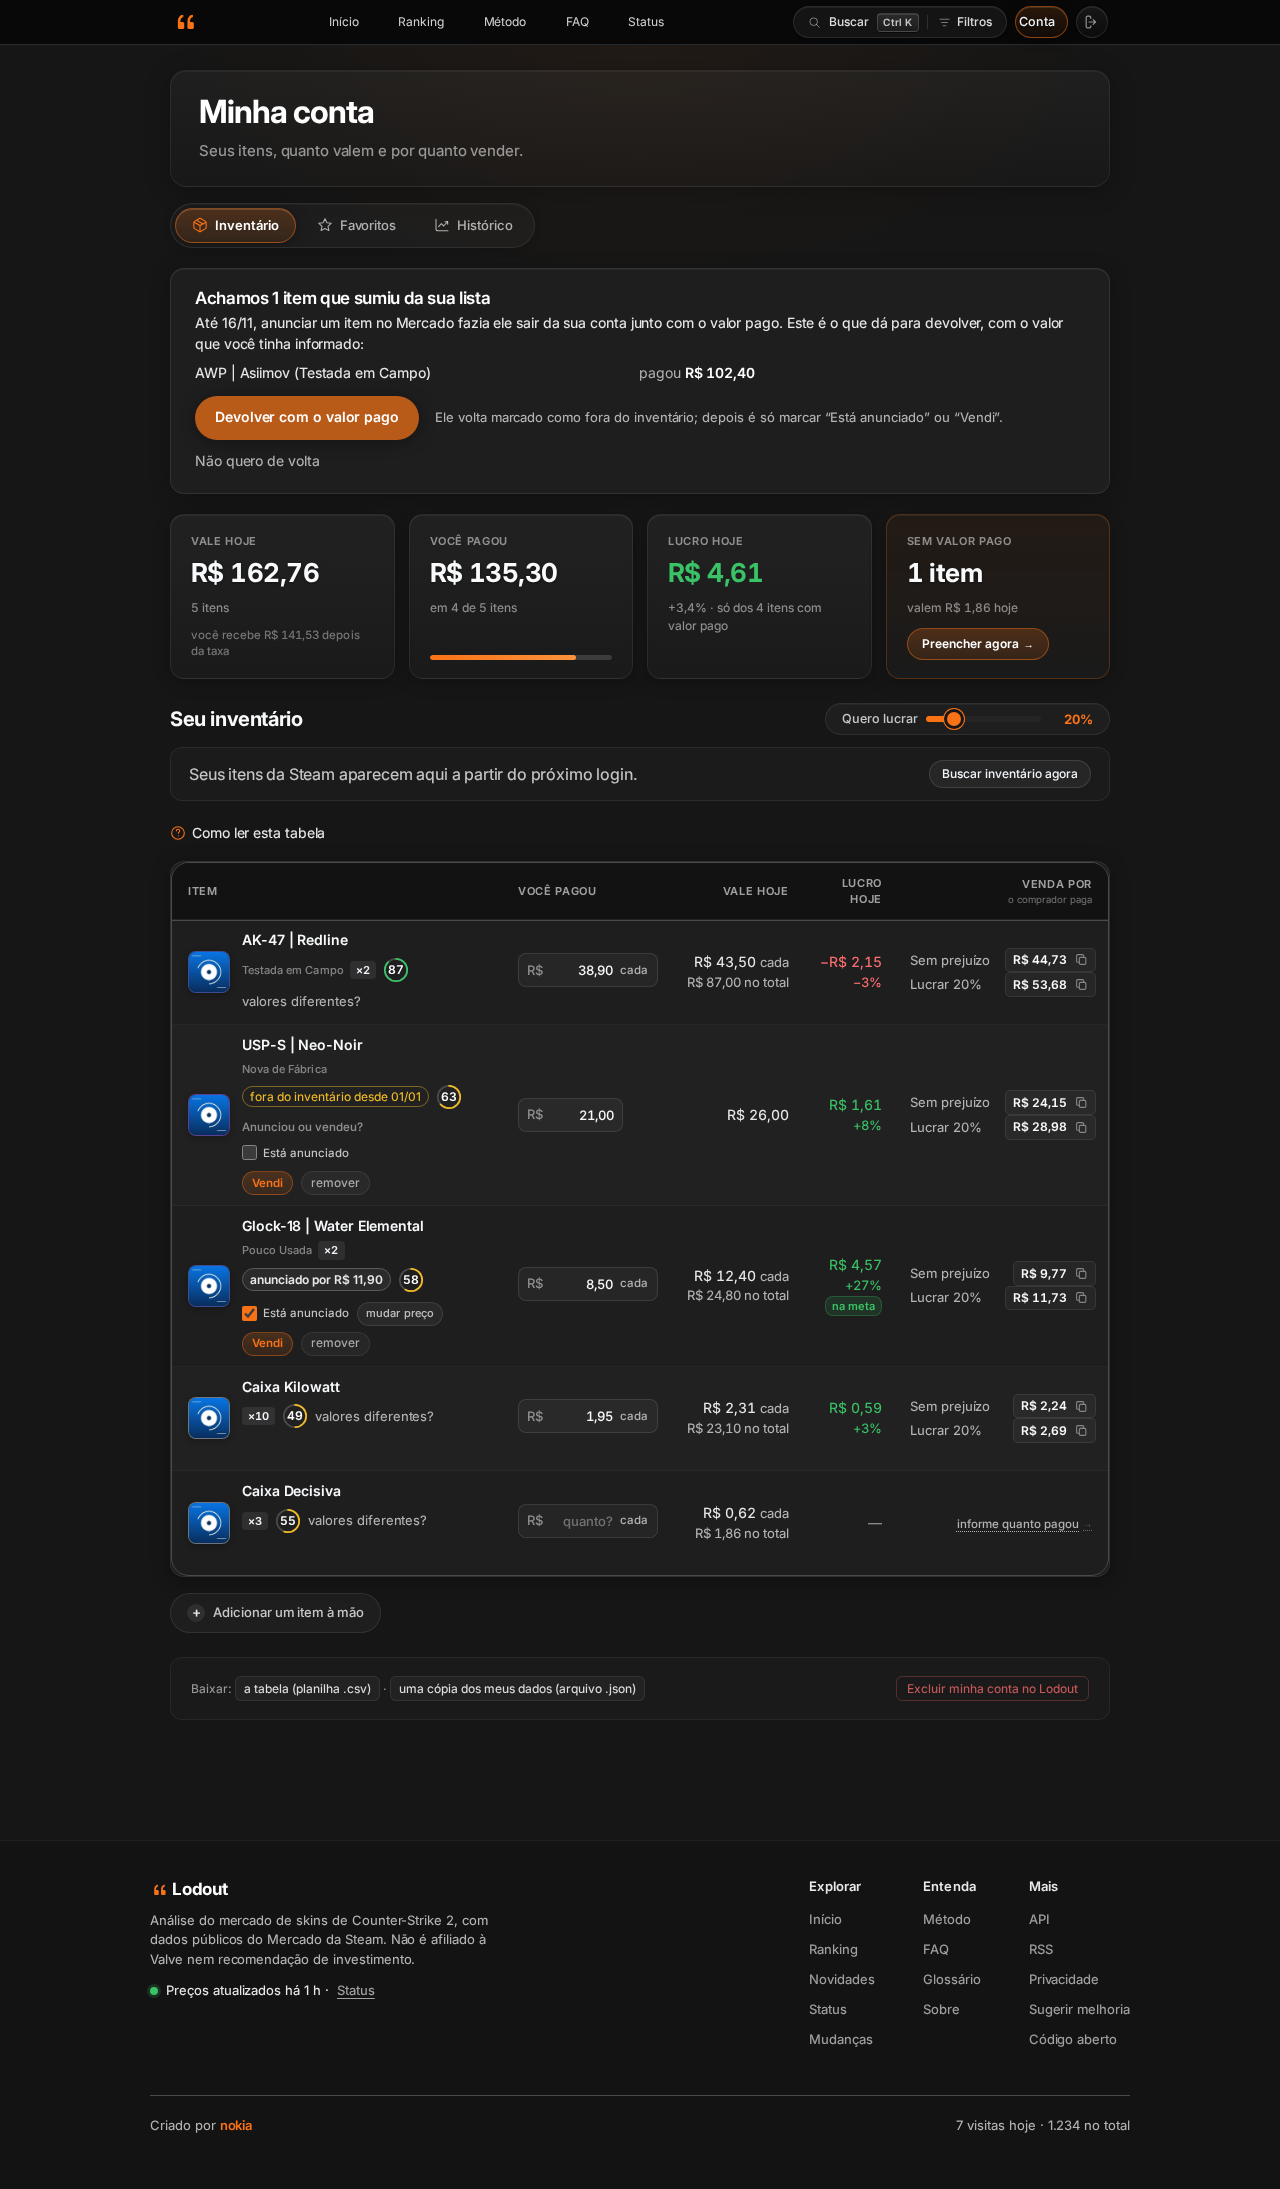 Início Ranking Método FAQ Status Buscar Ctrl K Filtros Conta
Minha conta
Seus itens, quanto valem e por quanto vender.
Inventário Favoritos Histórico
Achamos 1 item que sumiu da sua lista
Até 16/11, anunciar um item no Mercado fazia ele sair da sua conta junto com o valor pago. Este é o que dá para devolver, com o valor
que você tinha informado:
AWP | Asiimov (Testada em Campo) pagou R$ 102,40
Devolver com o valor pago Ele volta marcado como fora do inventário; depois é só marcar “Está anunciado” ou “Vendi”.
Não quero de volta
VALE HOJE
R$ 162,76
5 itens
você recebe R$ 141,53 depois
da taxa
VOCÊ PAGOU
R$ 135,30
em 4 de 5 itens
LUCRO HOJE
R$ 4,61
+3,4% · só dos 4 itens com
valor pago
SEM VALOR PAGO
1 item
valem R$ 1,86 hoje
Preencher agora →
Seu inventário Quero lucrar 20%
Seus itens da Steam aparecem aqui a partir do próximo login. Buscar inventário agora
Como ler esta tabela
ITEM VOCÊ PAGOU VALE HOJE LUCRO HOJE VENDA POR
o comprador paga
AK-47 | Redline
Testada em Campo ×2 87
valores diferentes?
R$ 38,90 cada
R$ 43,50 cada
R$ 87,00 no total
−R$ 2,15
−3%
Sem prejuízo R$ 44,73
Lucrar 20% R$ 53,68
USP-S | Neo-Noir
Nova de Fábrica
fora do inventário desde 01/01 63
Anunciou ou vendeu?
Está anunciado
Vendi remover
R$ 21,00
R$ 26,00
R$ 1,61
+8%
Sem prejuízo R$ 24,15
Lucrar 20% R$ 28,98
Glock-18 | Water Elemental
Pouco Usada ×2
anunciado por R$ 11,90 58
Está anunciado mudar preço
Vendi remover
R$ 8,50 cada
R$ 12,40 cada
R$ 24,80 no total
R$ 4,57
+27%
na meta
Sem prejuízo R$ 9,77
Lucrar 20% R$ 11,73
Caixa Kilowatt
×10 49 valores diferentes?
R$ 1,95 cada
R$ 2,31 cada
R$ 23,10 no total
R$ 0,59
+3%
Sem prejuízo R$ 2,24
Lucrar 20% R$ 2,69
Caixa Decisiva
×3 55 valores diferentes?
R$ quanto? cada
R$ 0,62 cada
R$ 1,86 no total
—
informe quanto pagou →
+ Adicionar um item à mão
Baixar: a tabela (planilha .csv) · uma cópia dos meus dados (arquivo .json) Excluir minha conta no Lodout
Lodout
Análise do mercado de skins de Counter-Strike 2, com
dados públicos do Mercado da Steam. Não é afiliado à
Valve nem recomendação de investimento.
Preços atualizados há 1 h · Status
Explorar
Início
Ranking
Novidades
Status
Mudanças
Entenda
Método
FAQ
Glossário
Sobre
Mais
API
RSS
Privacidade
Sugerir melhoria
Código aberto
Criado por nokia 7 visitas hoje · 1.234 no total